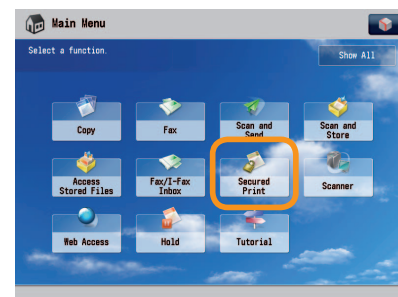 Main Menu
Select a function.
Show All
Copy
Fax
Scan and
Send
Scan and
Store
Access
Stored Files
Fax/I-Fax
Inbox
Secured
Print
Scanner
Web Access
Hold
Tutorial